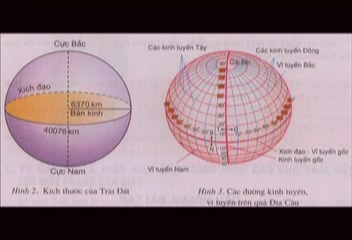 Cực Bắc
Xích đạo
6370 km
Bán kính
40076 km
Cực Nam
Hình 2. Kích thước của Trái Đất
Các kinh tuyến Tây
Các kinh tuyến Đông
Cực Bắc
Vĩ tuyến Bắc
Xích đạo - Vĩ tuyến gốc
Kinh tuyến gốc
Vĩ tuyến Nam
Hình 3. Các đường kinh tuyến,
vĩ tuyến trên quả Địa Cầu